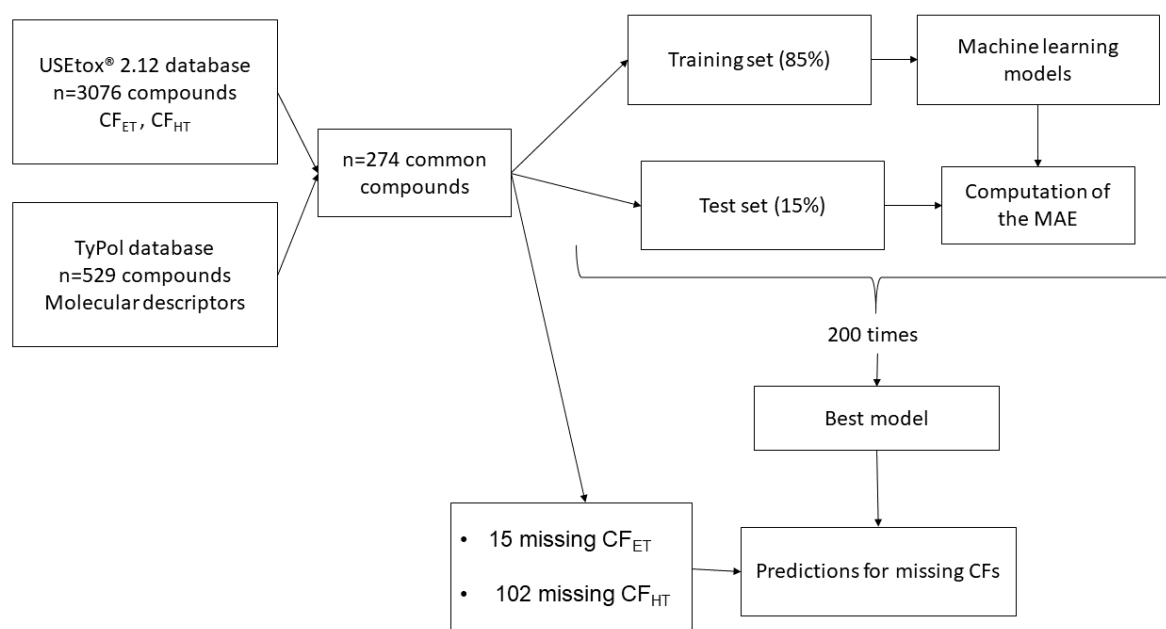 USEtox® 2.12 database
n=3076 compounds
CF_ET, CF_HT
TyPol database
n=529 compounds
Molecular descriptors
n=274 common
compounds
Training set (85%)
Machine learning
models
Test set (15%)
Computation of
the MAE
200 times
Best model
• 15 missing CF_ET
• 102 missing CF_HT
Predictions for missing CFs